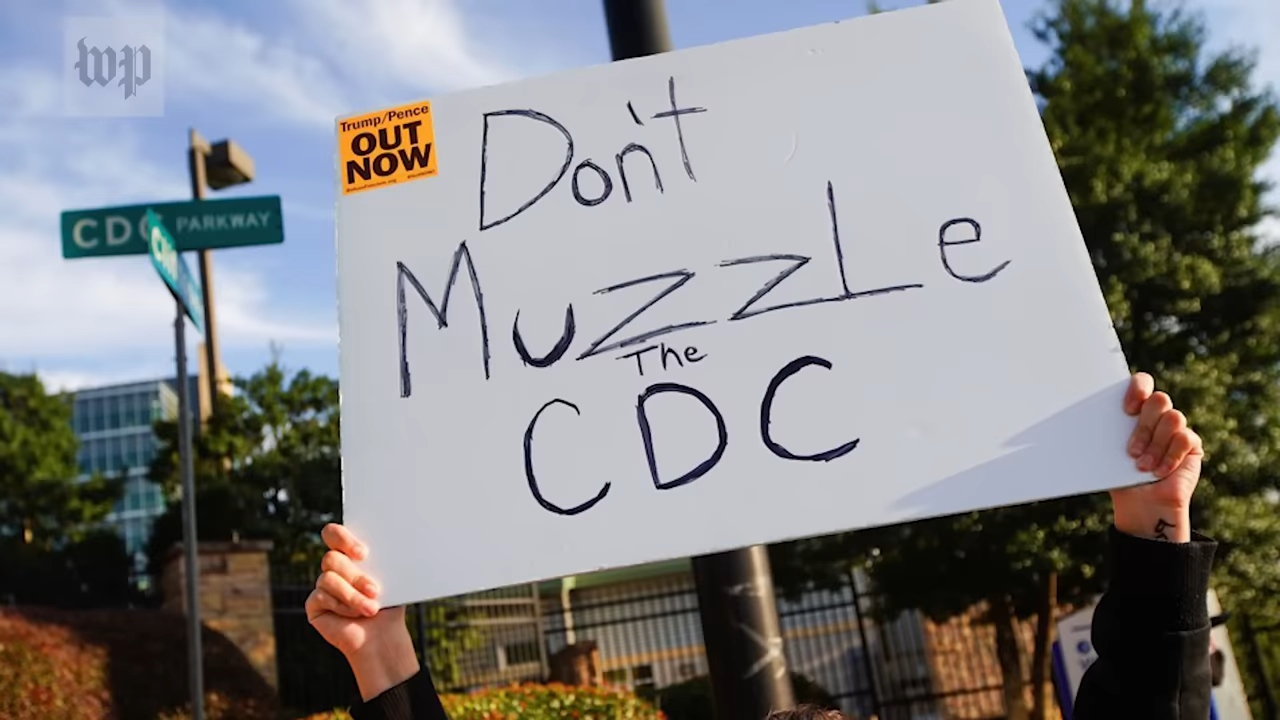 wp
Trump/Pence
OUT
NOW
Don't
Muzzle
The
CDC
CDC PARKWAY